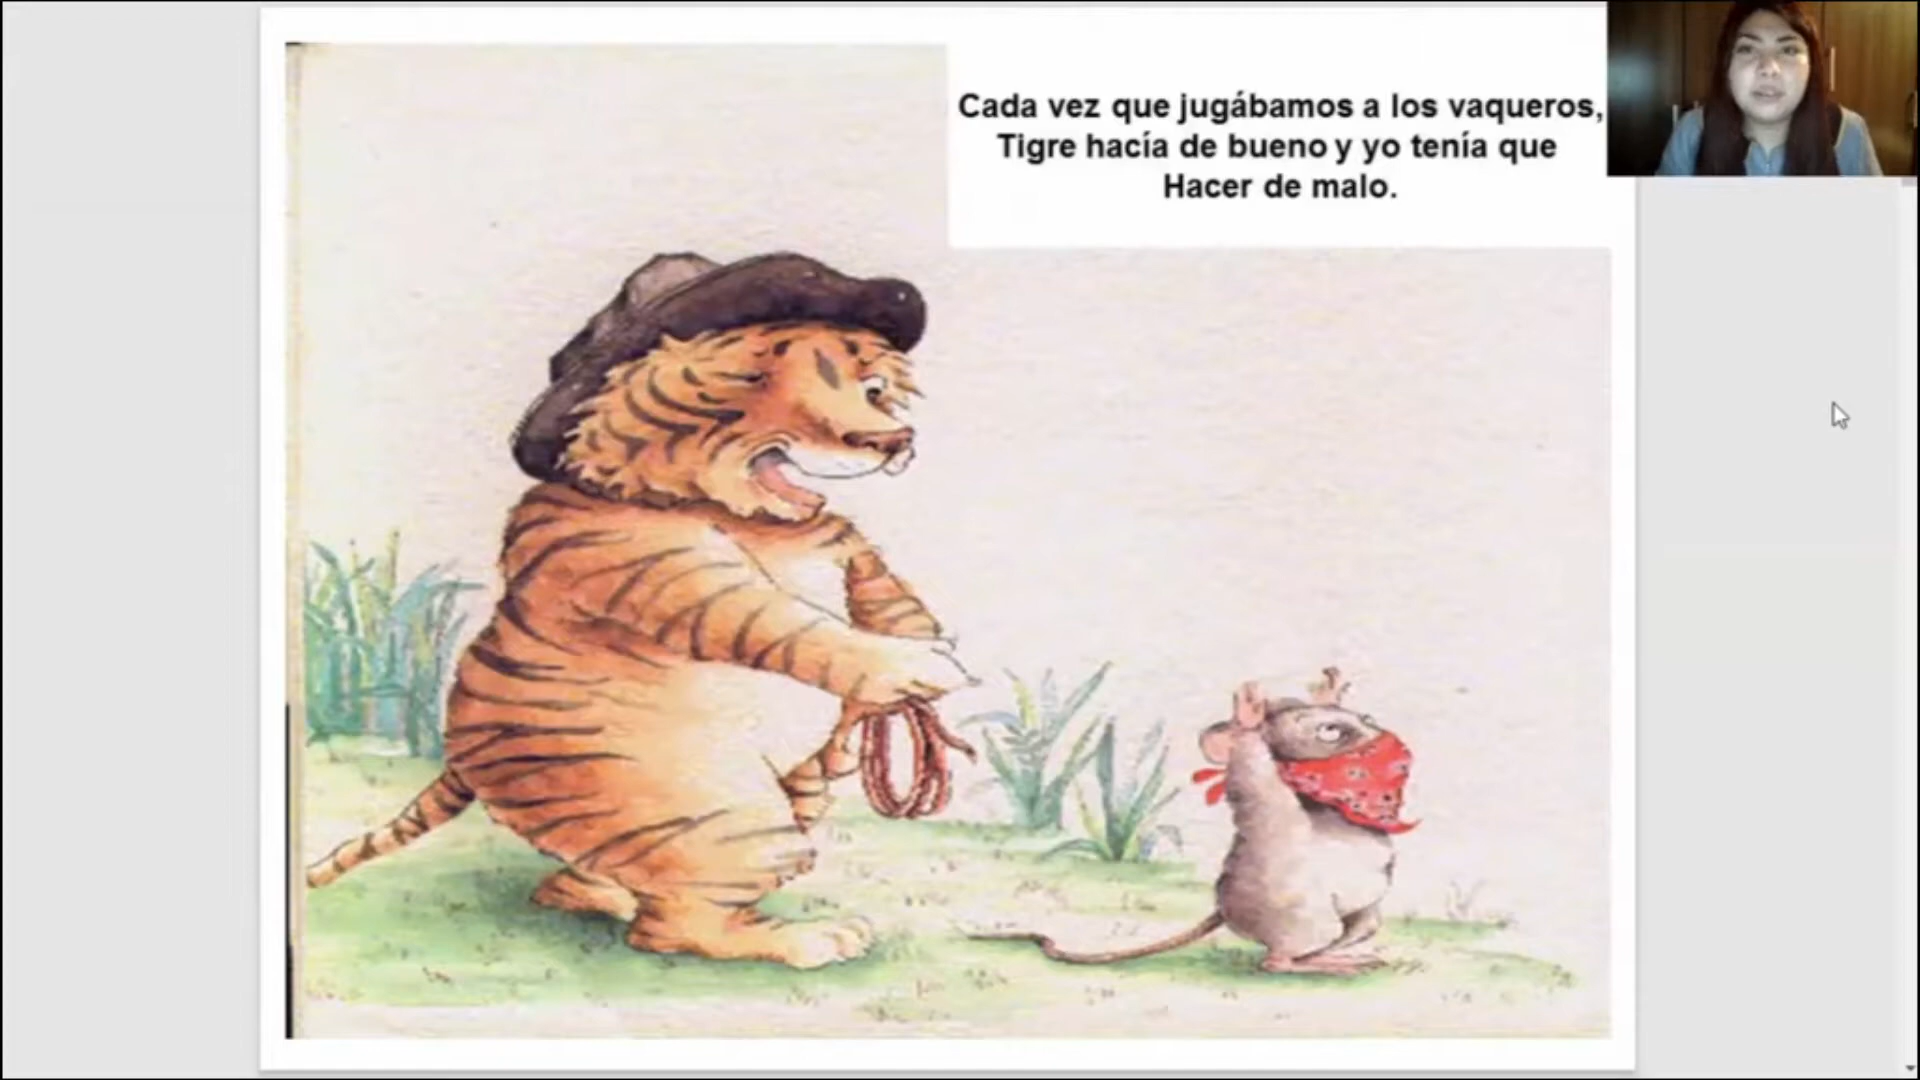 Cada vez que jugábamos a los vaqueros,
Tigre hacía de bueno y yo tenía que
Hacer de malo.